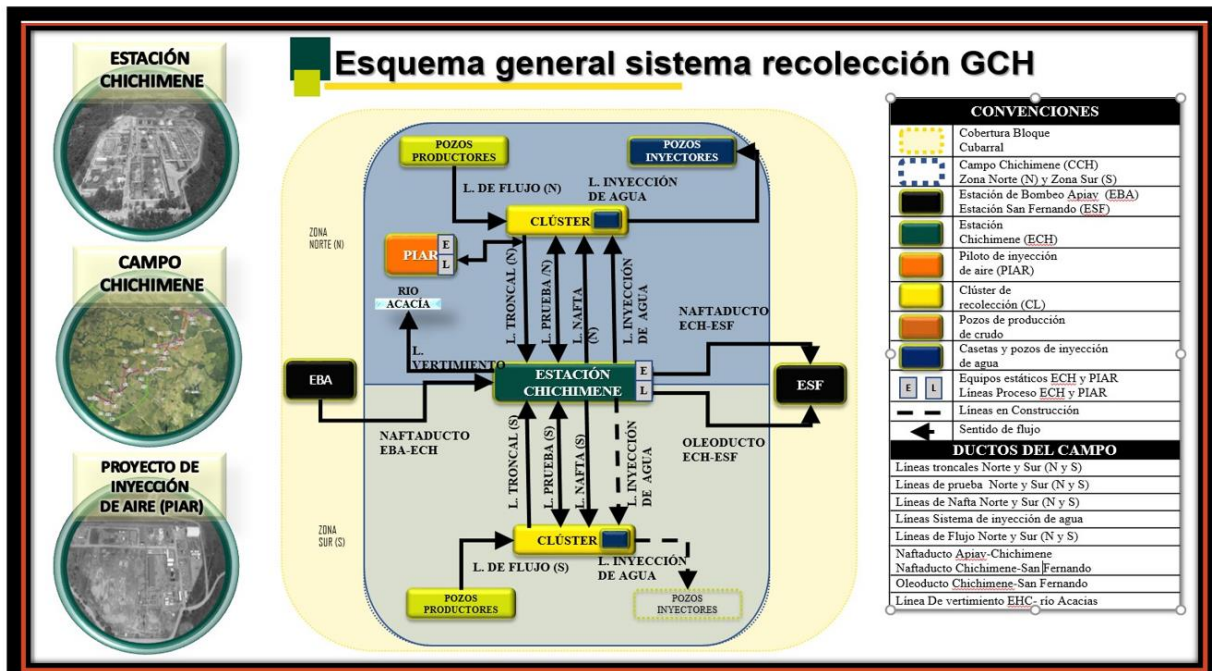 Esquema general sistema recolección GCH
ESTACIÓN
CHICHIMENE
CAMPO
CHICHIMENE
PROYECTO DE
INYECCIÓN
DE AIRE (PIAR)
POZOS
PRODUCTORES
POZOS
INYECTORES
L. DE FLUJO (N)
L. INYECCIÓN
DE AGUA
CLÚSTER
ZONA
NORTE (N)
PIAR
E
L
RIO
ACACÍA
L. TRONCAL (N)
L. PRUEBA /N)
L. NAFTA
(N)
L. INYECCIÓN
DE AGUA
NAFTADUCTO
ECH-ESF
L.
VERTIMIENTO
EBA
ESTACIÓN
CHICHIMENE
E
L
ESF
NAFTADUCTO
EBA-ECH
OLEODUCTO
ECH-ESF
L. TRONCAL (S)
L. PRUEBA (S)
L. NAFTA (S)
L. INYECCIÓN
DE AGUA
ZONA
SUR (S)
CLÚSTER
L. DE FLUJO (S)
L. INYECCIÓN
DE AGUA
POZOS
PRODUCTORES
POZOS
INYECTORES
CONVENCIONES
Cobertura Bloque
Cubarral
Campo Chichimene (CCH)
Zona Norte (N) y Zona Sur (S)
Estación de Bombeo Apiay (EBA)
Estación San Fernando (ESF)
Estación
Chichimene (ECH)
Piloto de inyección
de aire (PIAR)
Clúster de
recolección (CL)
Pozos de producción
de crudo
Casetas y pozos de inyección
de agua
E L
Equipos estáticos ECH y PIAR
Líneas Proceso ECH y PIAR
Líneas en Construcción
Sentido de flujo
DUCTOS DEL CAMPO
Líneas troncales Norte y Sur (N y S)
Líneas de prueba Norte y Sur (N y S)
Líneas de Nafta Norte y Sur (N y S)
Líneas Sistema de inyección de agua
Líneas de Flujo Norte y Sur (N y S)
Naftaducto Apiay-Chichimene
Naftaducto Chichimene-San Fernando
Oleoducto Chichimene-San Fernando
Línea De vertimiento EHC- río Acacias